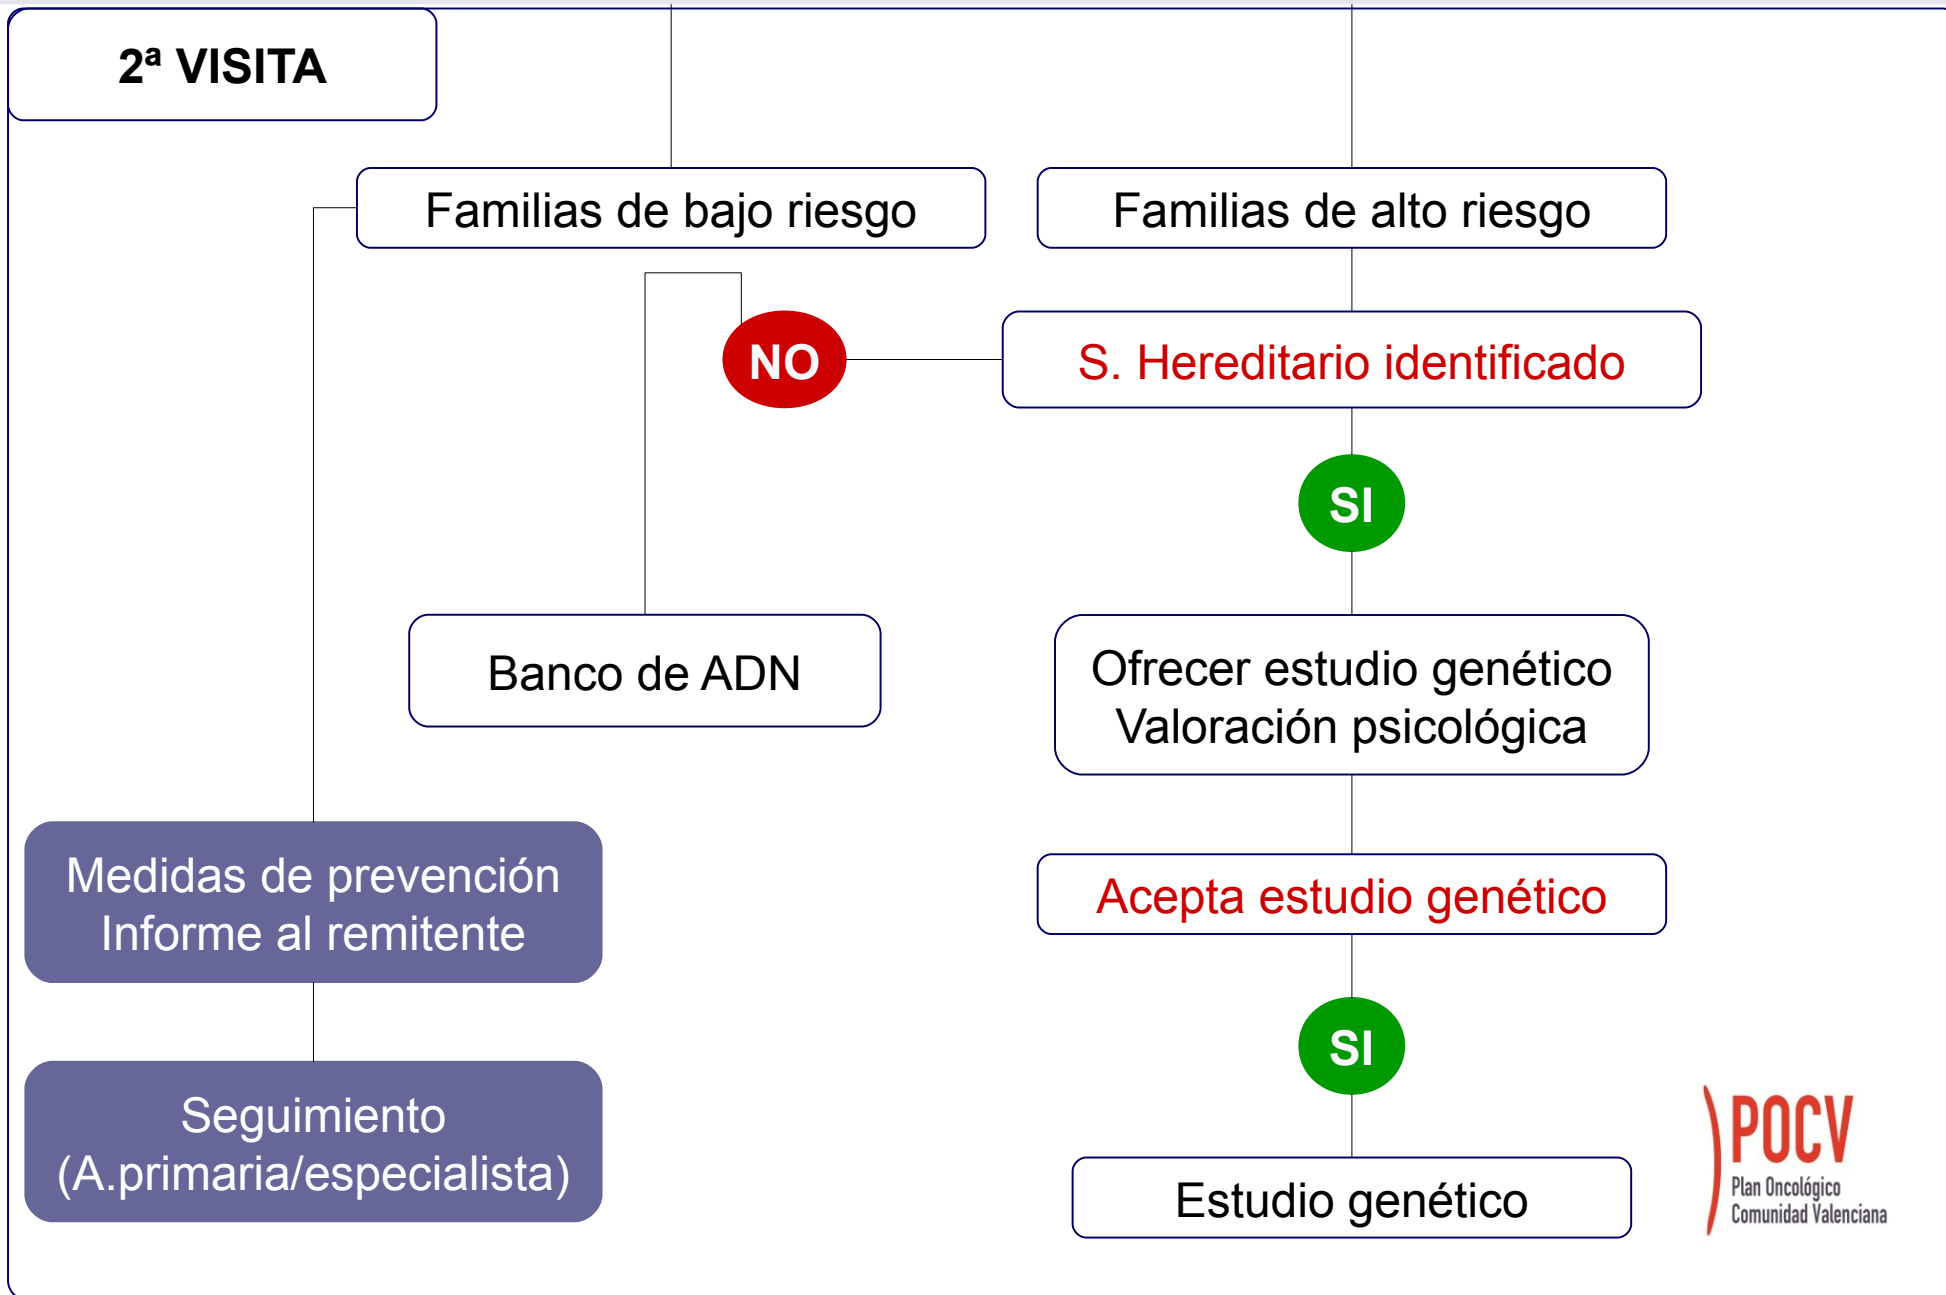 2ª VISITA
Familias de bajo riesgo
Familias de alto riesgo
NO
S. Hereditario identificado
SI
Banco de ADN
Ofrecer estudio genético
Valoración psicológica
Medidas de prevención
Informe al remitente
Acepta estudio genético
SI
Seguimiento
(A.primaria/especialista)
Estudio genético
POCV
Plan Oncológico
Comunidad Valenciana